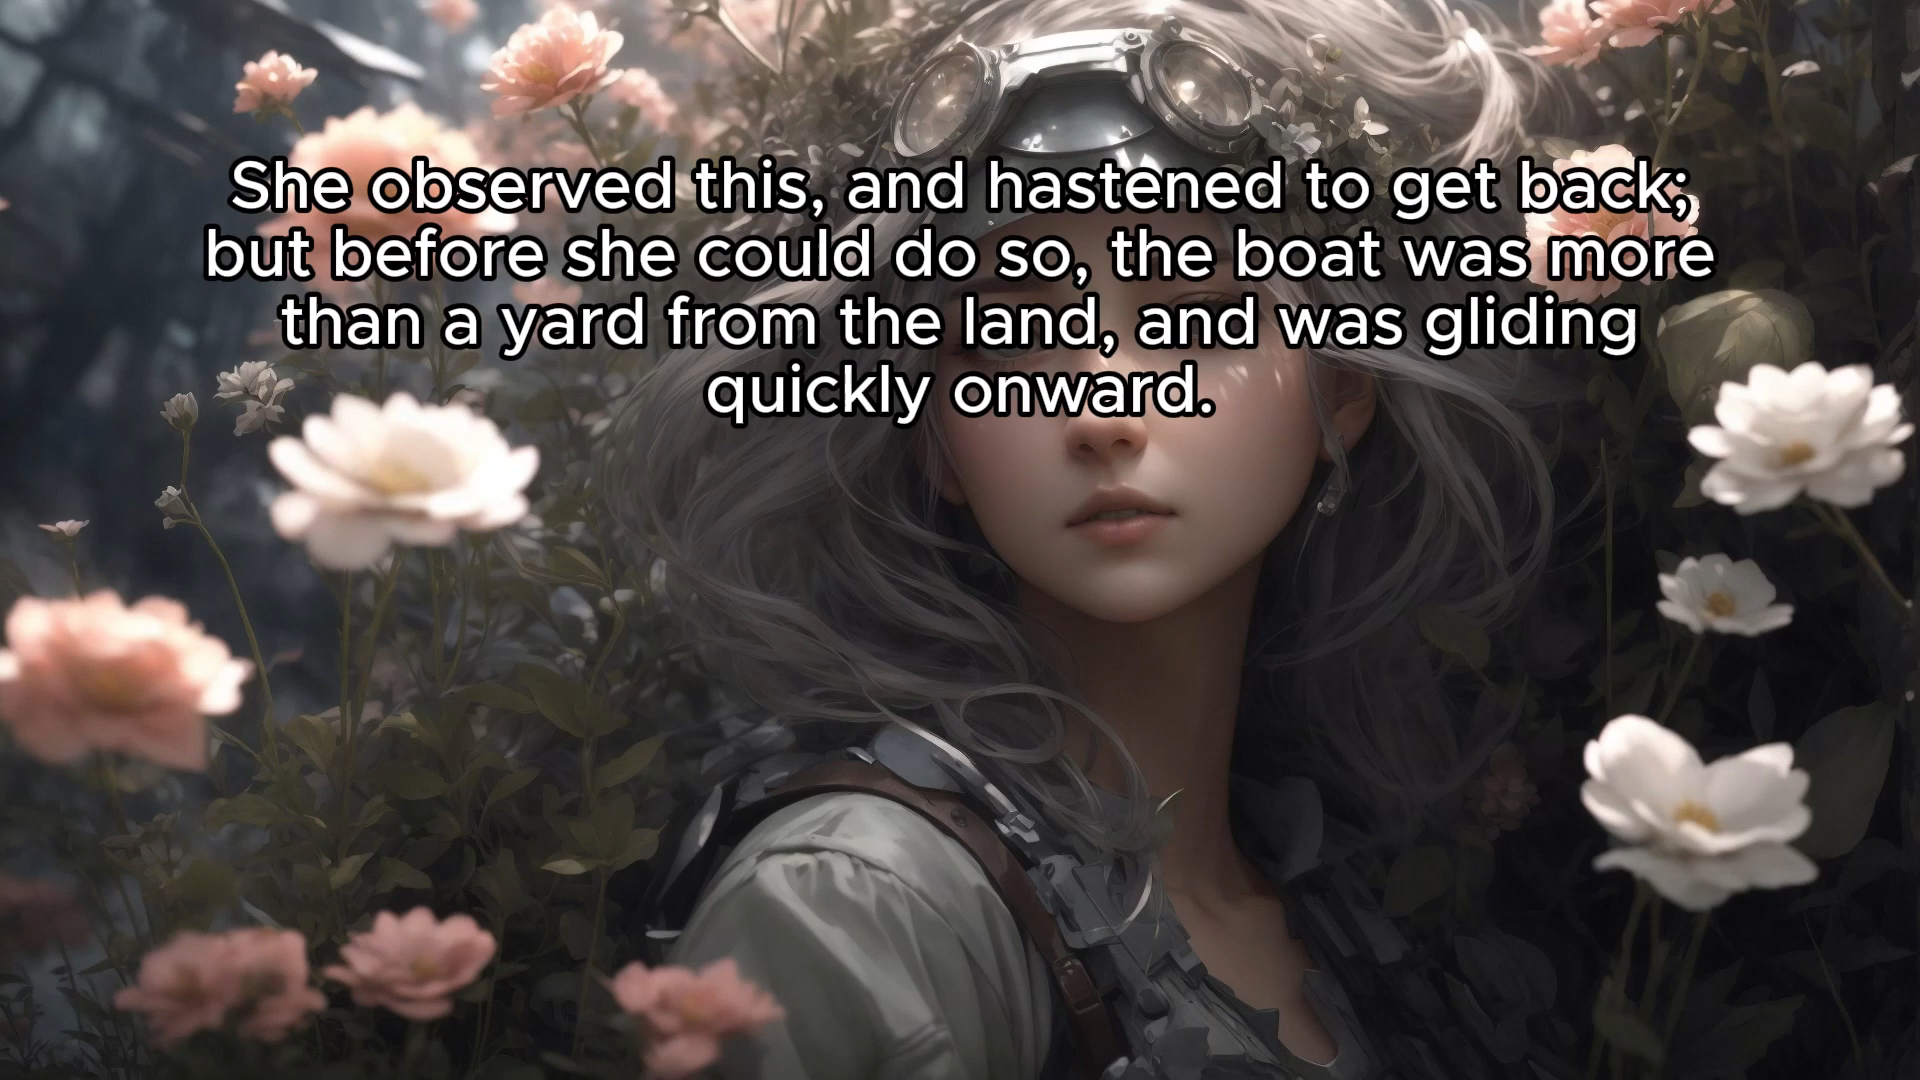 She observed this, and hastened to get back;
but before she could do so, the boat was more
than a yard from the land, and was gliding
quickly onward.